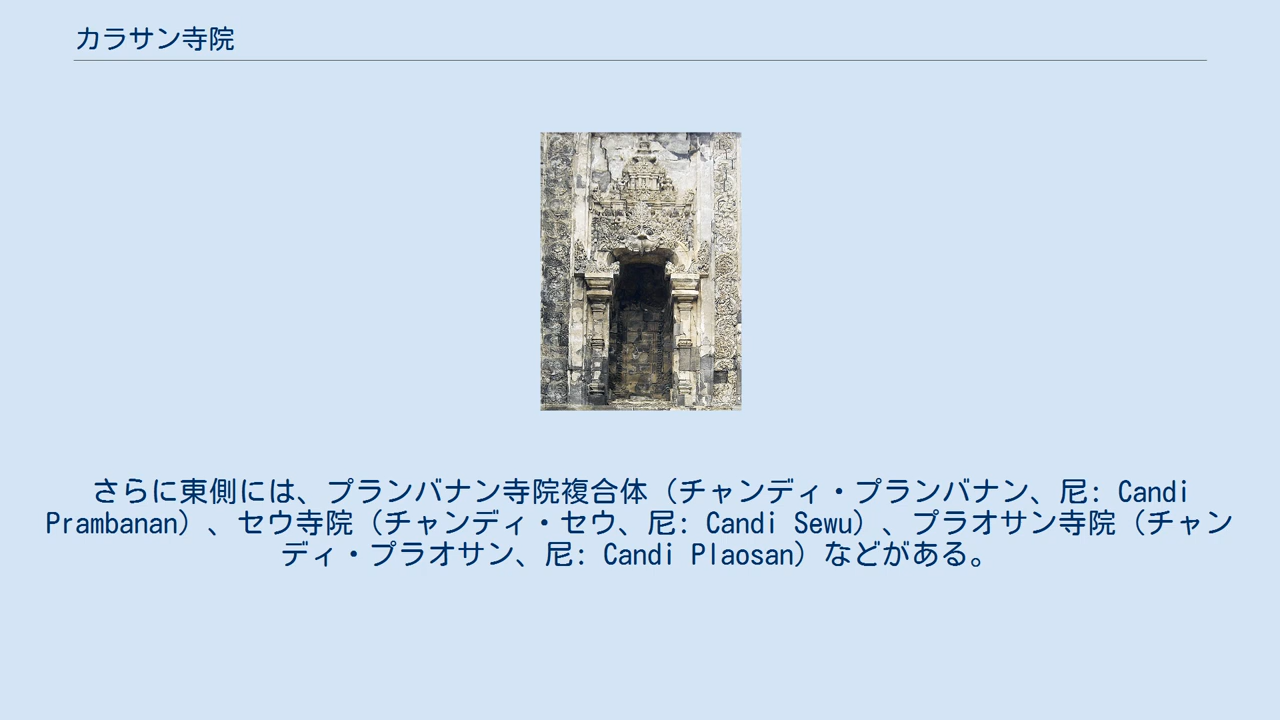 カラサン寺院
さらに東側には、プランバナン寺院複合体（チャンディ・プランバナン、尼: Candi
Prambanan）、セウ寺院（チャンディ・セウ、尼: Candi Sewu）、プラオサン寺院（チャン
ディ・プラオサン、尼: Candi Plaosan）などがある。